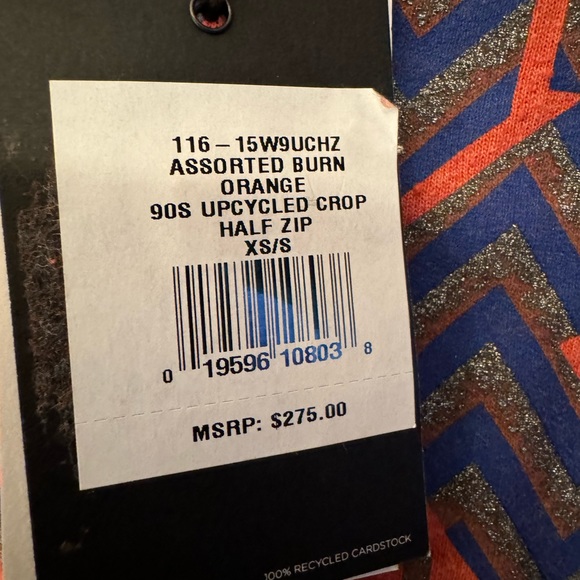 116 – 15W9UCHZ
ASSORTED BURN
ORANGE
90S UPCYCLED CROP
HALF ZIP
XS/S
0 19596 10803 8
MSRP: $275.00
100% RECYCLED CARDSTOCK